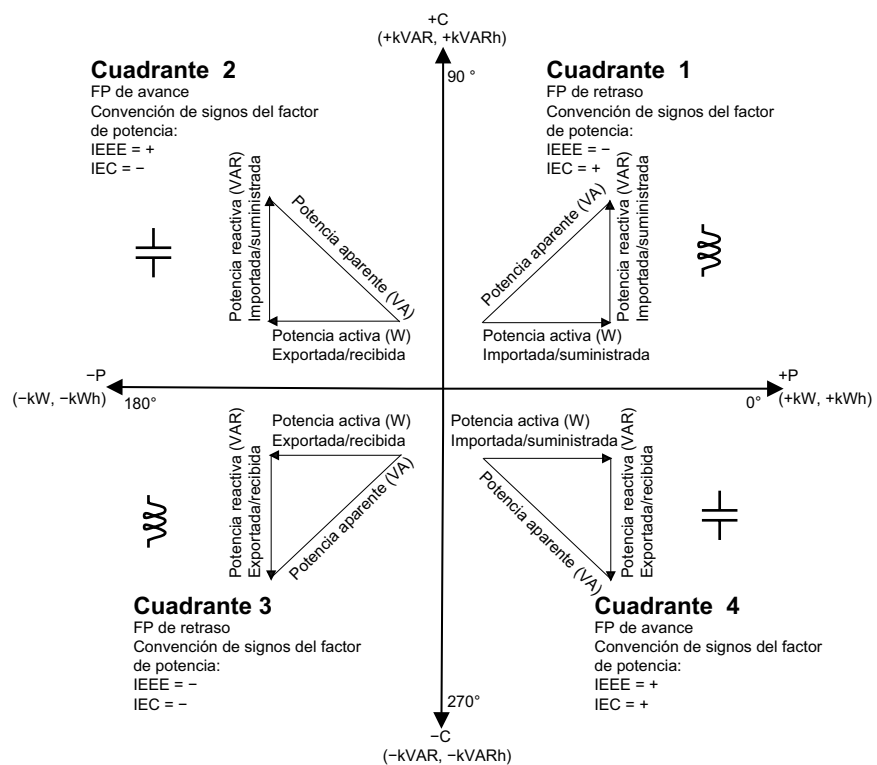 +C
(+kVAR, +kVARh)
90 °
Cuadrante 2
FP de avance
Convención de signos del factor
de potencia:
IEEE = +
IEC = −
Potencia reactiva (VAR)
Importada/suministrada
Potencia aparente (VA)
Potencia activa (W)
Exportada/recibida
Cuadrante 1
FP de retraso
Convención de signos del factor
de potencia:
IEEE = −
IEC = +
Potencia aparente (VA)
Potencia reactiva (VAR)
Importada/suministrada
Potencia activa (W)
Importada/suministrada
−P
(−kW, −kWh)
180°
0°
+P
(+kW, +kWh)
Potencia activa (W)
Exportada/recibida
Potencia reactiva (VAR)
Exportada/recibida
Potencia aparente (VA)
Cuadrante 3
FP de retraso
Convención de signos del factor
de potencia:
IEEE = −
IEC = −
Potencia activa (W)
Importada/suministrada
Potencia aparente (VA)
Potencia reactiva (VAR)
Exportada/recibida
Cuadrante 4
FP de avance
Convención de signos del factor
de potencia:
IEEE = +
IEC = +
270°
−C
(−kVAR, −kVARh)